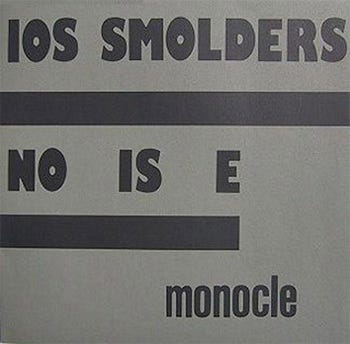 IOS SMOLDERS
NO IS E
monocle